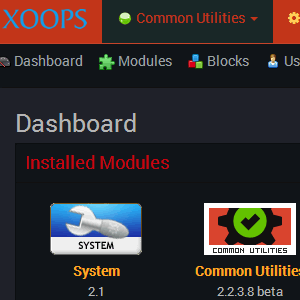 XOOPS Common Utilities
Dashboard Modules Blocks Us
Dashboard
Installed Modules
SYSTEM COMMON UTILITIES
System Common Utilities
2.1 2.2.3.8 beta